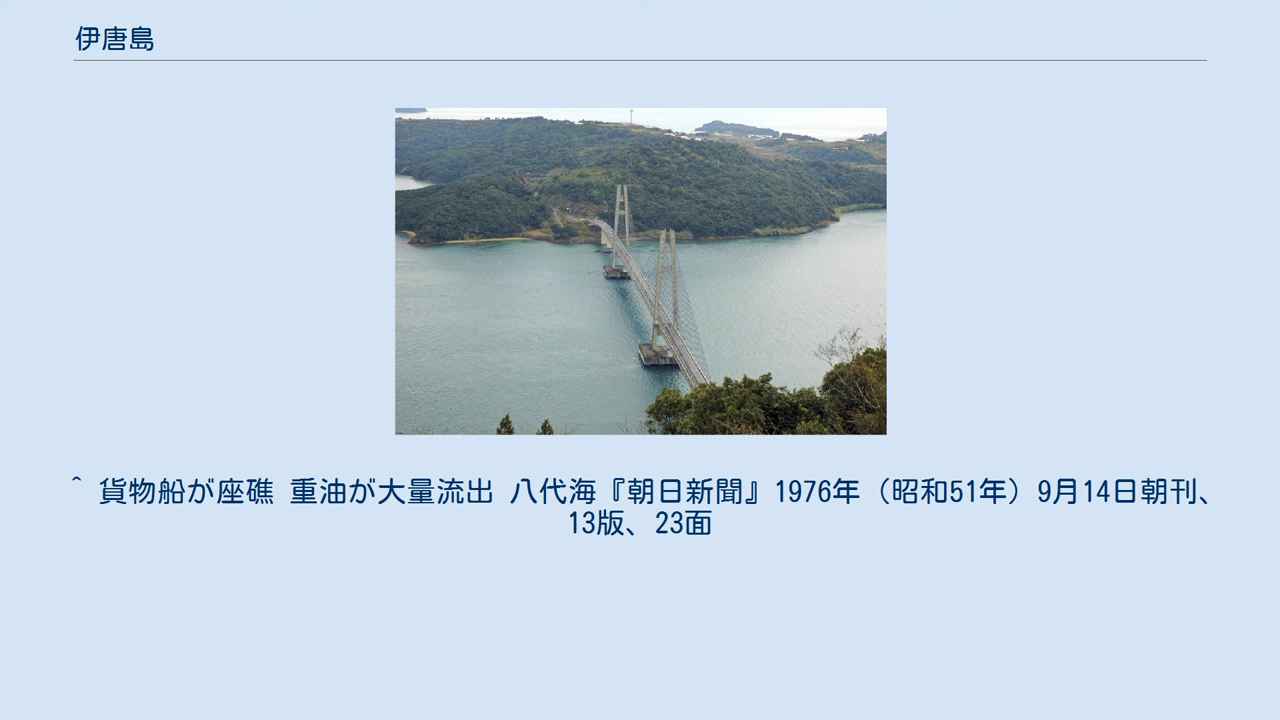 伊唐島
^ 貨物船が座礁 重油が大量流出 八代海『朝日新聞』1976年（昭和51年）9月14日朝刊、
13版、23面